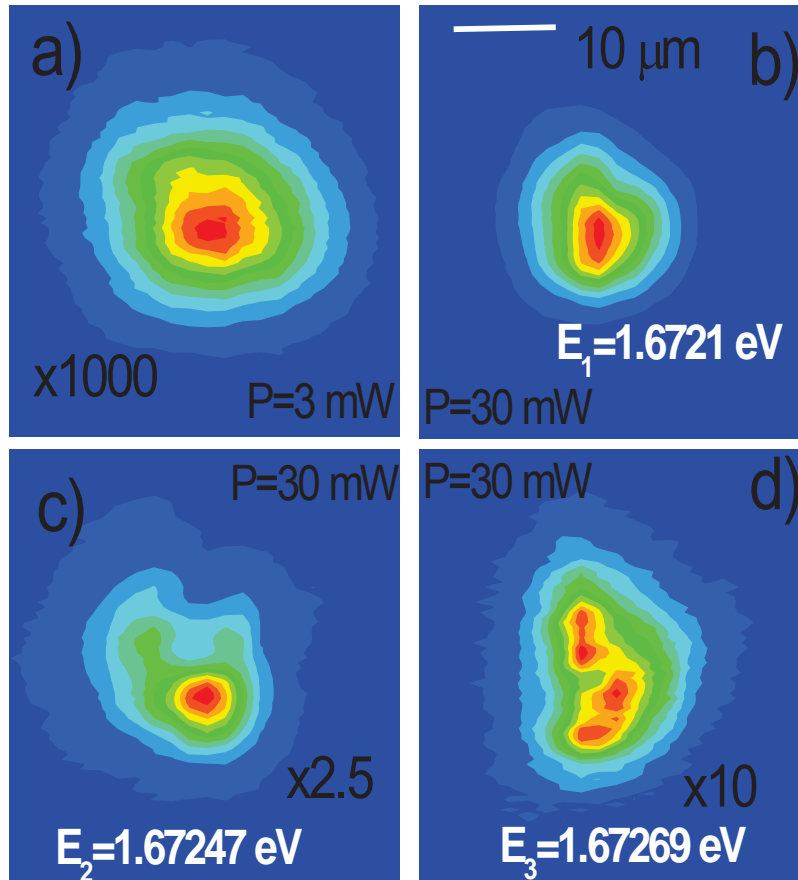 a)
x1000
P=3 mW
10 μm
b)
E₁=1.6721 eV
P=30 mW
P=30 mW
c)
x2.5
E₂=1.67247 eV
P=30 mW
d)
x10
E₃=1.67269 eV